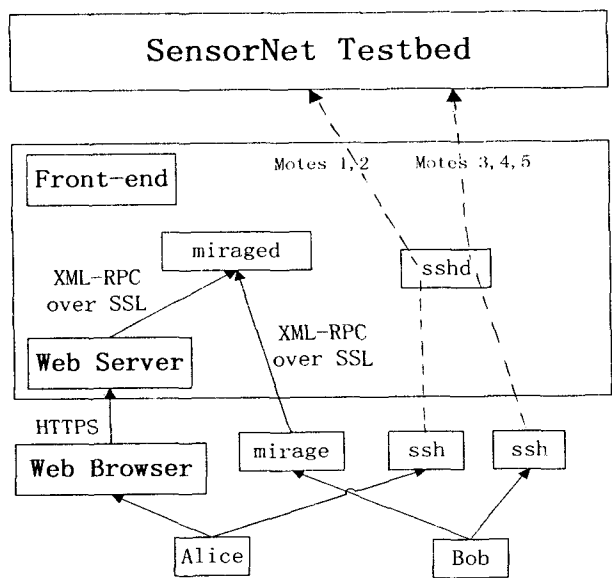 SensorNet Testbed
Motes 1,2
Motes 3,4,5
Front-end
miraged
sshd
XML-RPC
over SSL
XML-RPC
over SSL
Web Server
HTTPS
Web Browser
mirage
ssh
ssh
Alice
Bob